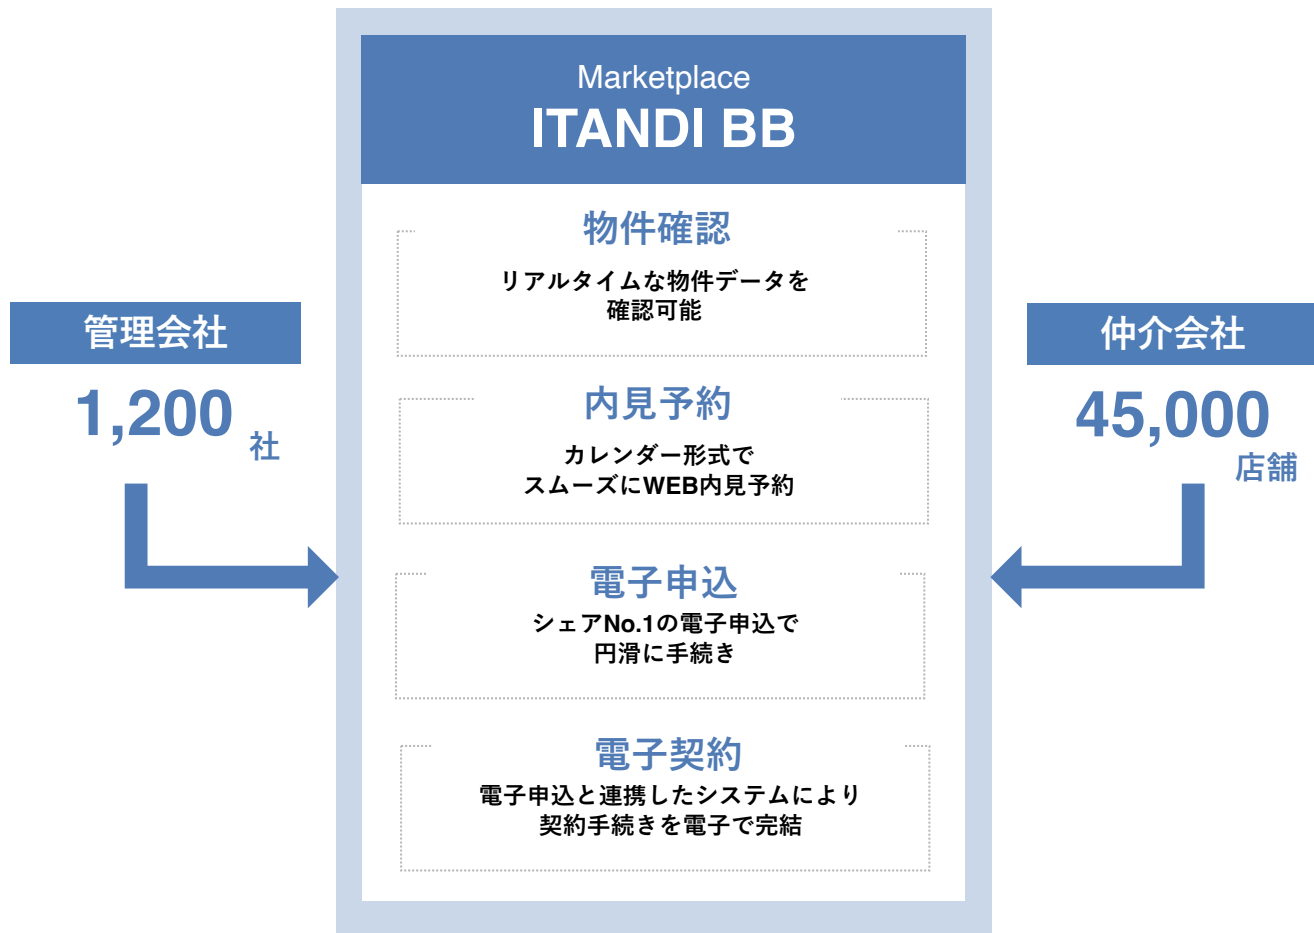 Marketplace
ITANDI BB
物件確認
リアルタイムな物件データを
確認可能
内見予約
カレンダー形式で
スムーズにWEB内見予約
電子申込
シェアNo.1の電子申込で
円滑に手続き
電子契約
電子申込と連携したシステムにより
契約手続きを電子で完結
管理会社
1,200 社
仲介会社
45,000
店舗